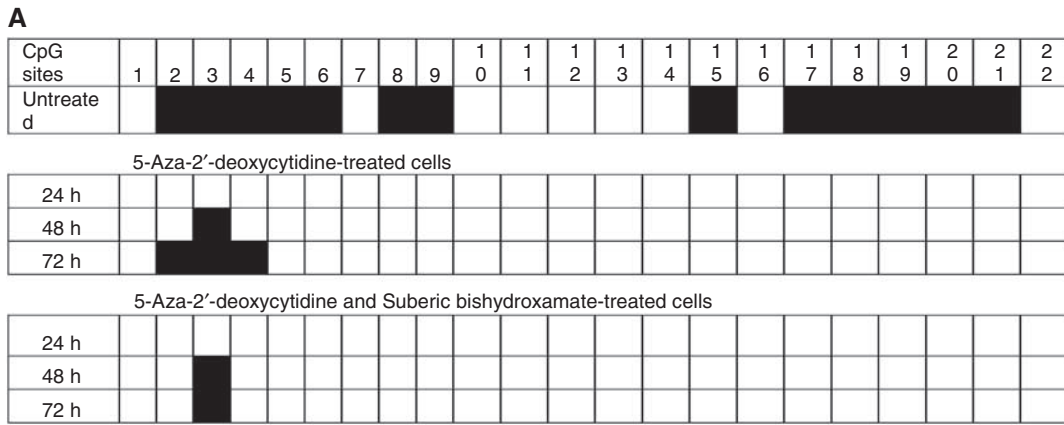 A
CpG sites 1 2 3 4 5 6 7 8 9 10 11 12 13 14 15 16 17 18 19 20 21 22
Untreated
5-Aza-2′-deoxycytidine-treated cells
24 h
48 h
72 h
5-Aza-2′-deoxycytidine and Suberic bishydroxamate-treated cells
24 h
48 h
72 h